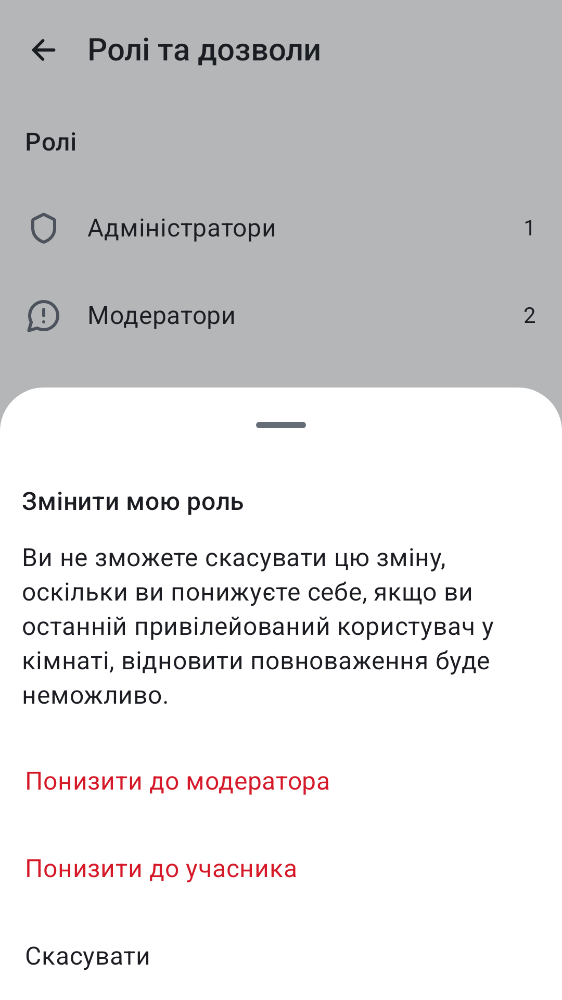 Ролі та дозволи
Ролі
Адміністратори 1
Модератори 2
Змінити мою роль
Ви не зможете скасувати цю зміну,
оскільки ви понижуєте себе, якщо ви
останній привілейований користувач у
кімнаті, відновити повноваження буде
неможливо.
Понизити до модератора
Понизити до учасника
Скасувати